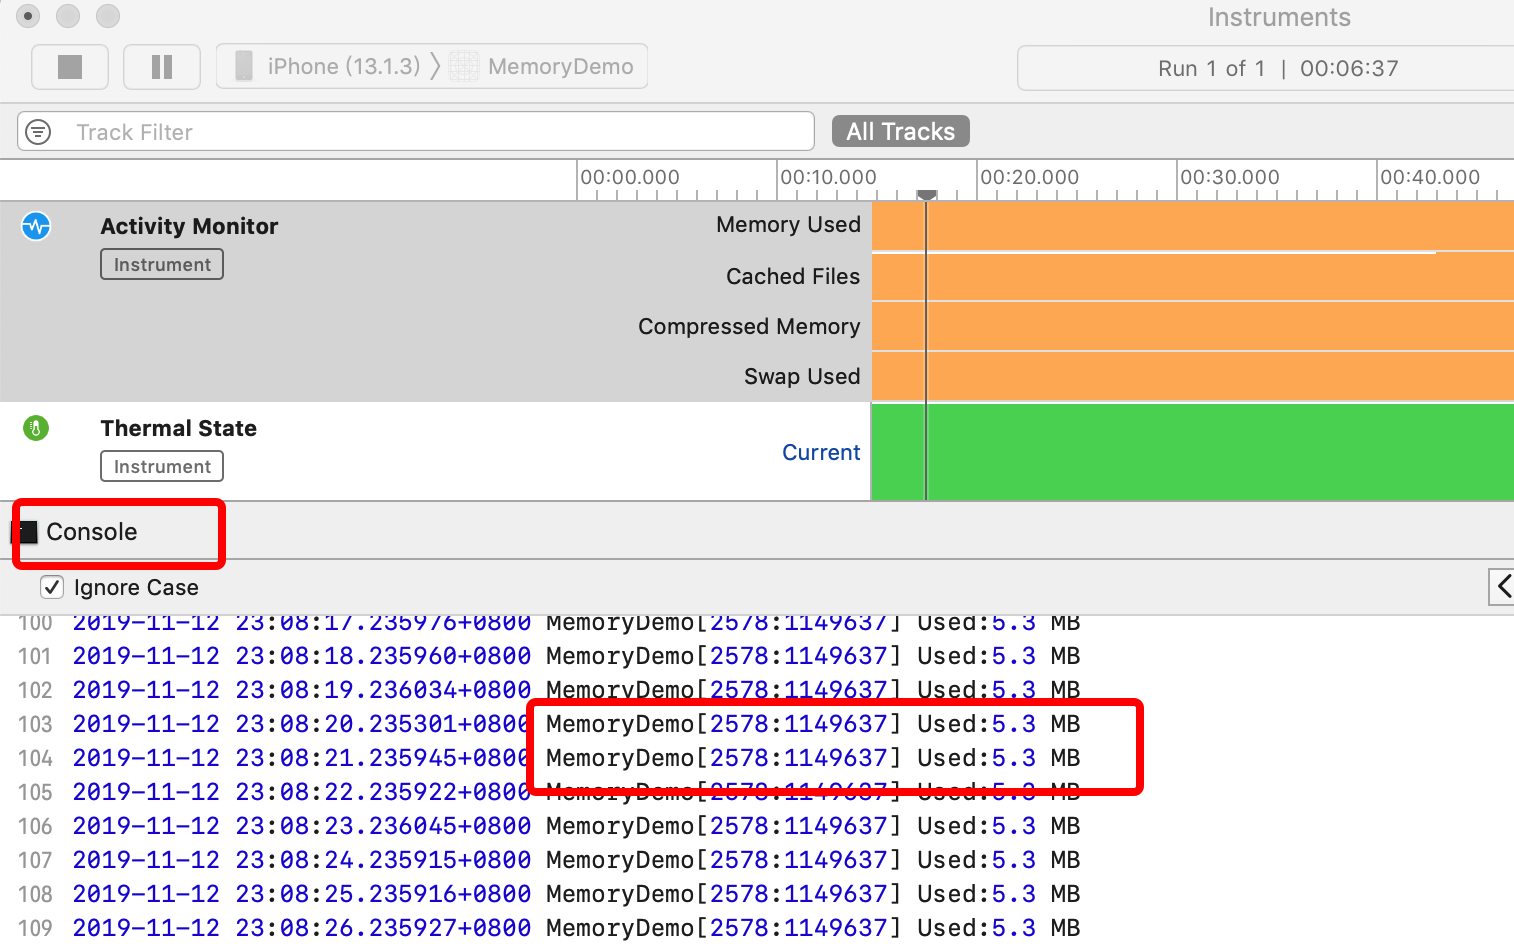 Instruments
iPhone (13.1.3) 〉 MemoryDemo
Run 1 of 1 | 00:06:37
Track Filter
All Tracks
00:00.000 00:10.000 00:20.000 00:30.000 00:40.000
Activity Monitor
Instrument
Memory Used
Cached Files
Compressed Memory
Swap Used
Thermal State
Instrument
Current
Console
Ignore Case
100 2019-11-12 23:08:17.235976+0800 MemoryDemo[2578:1149637] Used:5.3 MB
101 2019-11-12 23:08:18.235960+0800 MemoryDemo[2578:1149637] Used:5.3 MB
102 2019-11-12 23:08:19.236034+0800 MemoryDemo[2578:1149637] Used:5.3 MB
103 2019-11-12 23:08:20.235301+0800 MemoryDemo[2578:1149637] Used:5.3 MB
104 2019-11-12 23:08:21.235945+0800 MemoryDemo[2578:1149637] Used:5.3 MB
105 2019-11-12 23:08:22.235922+0800 MemoryDemo[2578:1149637] Used:5.3 MB
106 2019-11-12 23:08:23.236045+0800 MemoryDemo[2578:1149637] Used:5.3 MB
107 2019-11-12 23:08:24.235915+0800 MemoryDemo[2578:1149637] Used:5.3 MB
108 2019-11-12 23:08:25.235916+0800 MemoryDemo[2578:1149637] Used:5.3 MB
109 2019-11-12 23:08:26.235927+0800 MemoryDemo[2578:1149637] Used:5.3 MB